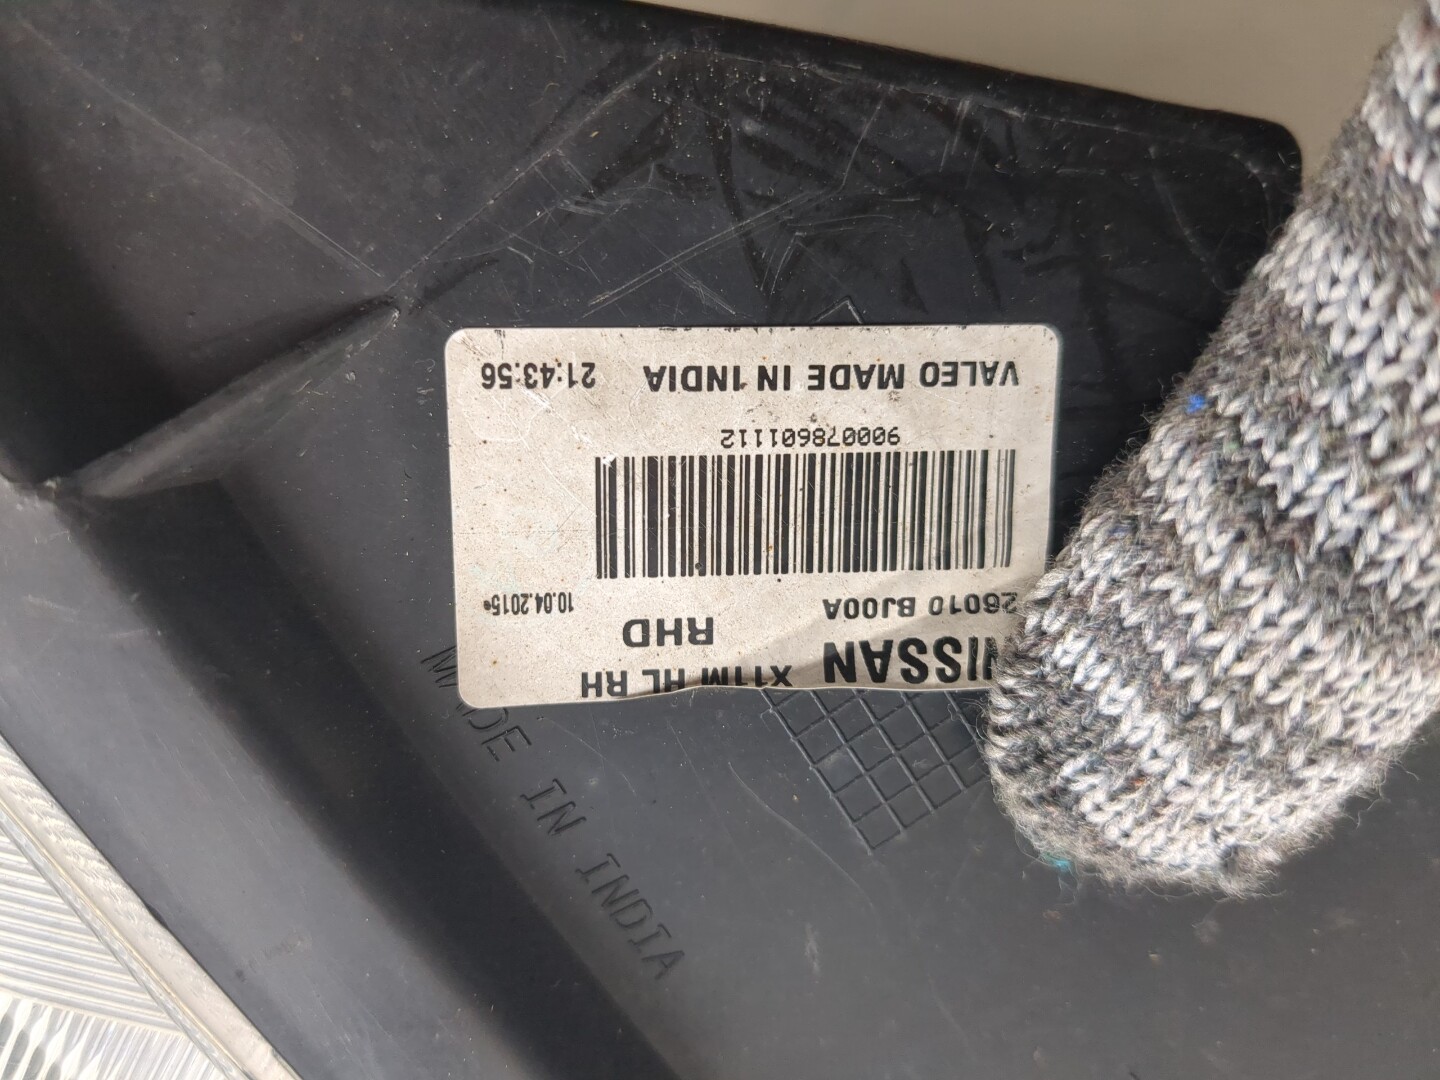 NISSAN X11M HL RH
26010 BJ00A RHD
10.04.2015
900078601112
VALEO MADE IN INDIA 21:43:56
MADE IN INDIA